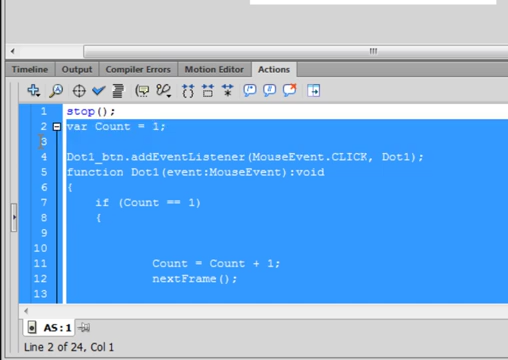 Timeline Output Compiler Errors Motion Editor Actions
1 stop();
2 var Count = 1;
3
4 Dot1_btn.addEventListener(MouseEvent.CLICK, Dot1);
5 function Dot1(event:MouseEvent):void
6 {
7 if (Count == 1)
8 {
9
10
11 Count = Count + 1;
12 nextFrame();
13
AS:1
Line 2 of 24, Col 1